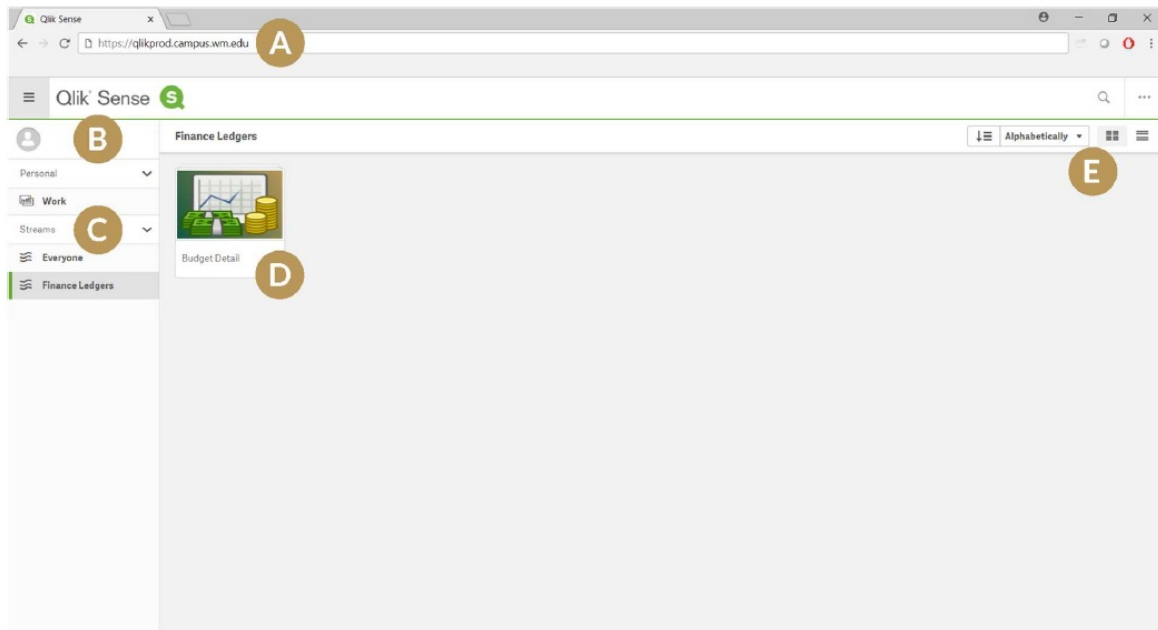 Qlik Sense
https://qlikprod.campus.wm.edu
A
Qlik Sense
B
Finance Ledgers
Alphabetically
E
Personal
Work
Streams
C
Everyone
Budget Detail
D
Finance Ledgers